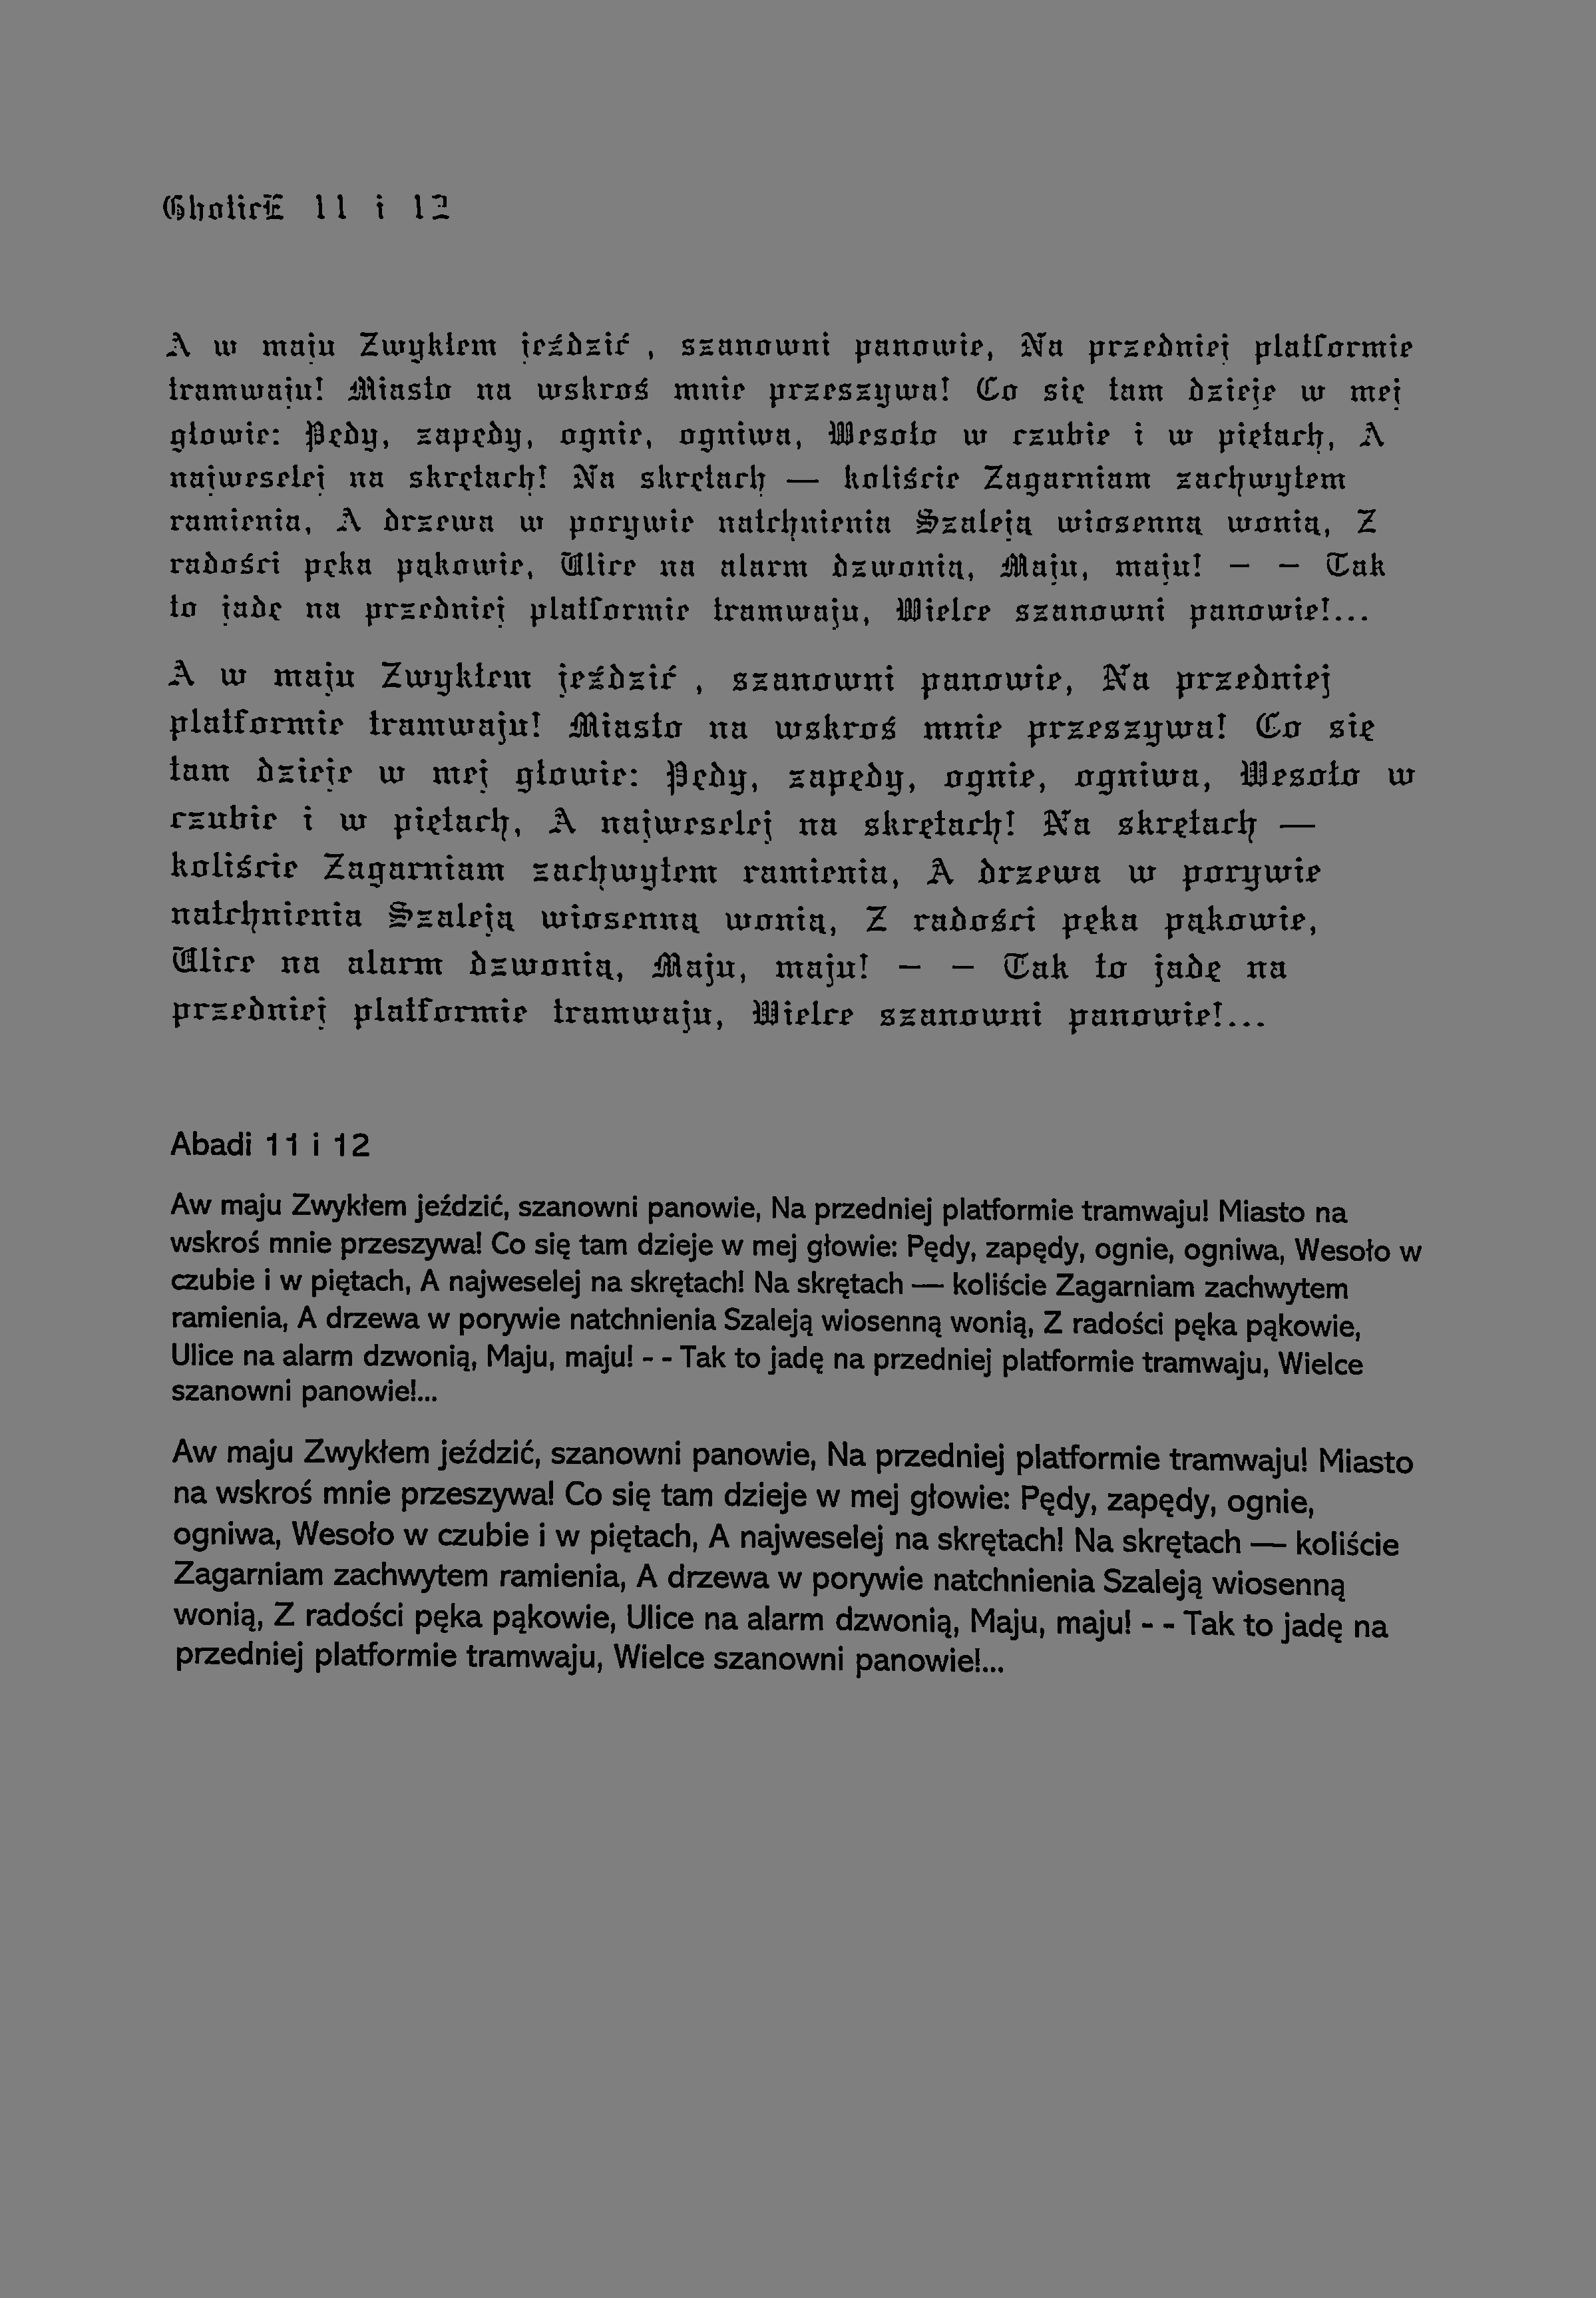 GhoticE 11 i 12
A w maju Zwykłem jeździć , szanowni panowie, Na przedniej platformie
tramwaju! Miasto na wskroś mnie przeszywa! Co się tam dzieje w mej
głowie: Pędy, zapędy, ognie, ogniwa, Wesoło w czubie i w piętach, A
najweselej na skrętach! Na skrętach — koliście Zagarniam zachwytem
ramienia, A drzewa w porywie natchnienia Szaleją wiosenną wonią, Z
radości pęka pąkowie, Ulice na alarm dzwonią, Maju, maju! – – Tak
to jadę na przedniej platformie tramwaju, Wielce szanowni panowie!...
A w maju Zwykłem jeździć , szanowni panowie, Na przedniej
platformie tramwaju! Miasto na wskroś mnie przeszywa! Co się
tam dzieje w mej głowie: Pędy, zapędy, ognie, ogniwa, Wesoło w
czubie i w piętach, A najweselej na skrętach! Na skrętach —
koliście Zagarniam zachwytem ramienia, A drzewa w porywie
natchnienia Szaleją wiosenną wonią, Z radości pęka pąkowie,
Ulice na alarm dzwonią, Maju, maju! – – Tak to jadę na
przedniej platformie tramwaju, Wielce szanowni panowie!...
Abadi 11 i 12
Aw maju Zwykłem jeździć, szanowni panowie, Na przedniej platformie tramwaju! Miasto na
wskroś mnie przeszywa! Co się tam dzieje w mej głowie: Pędy, zapędy, ognie, ogniwa, Wesoło w
czubie i w piętach, A najweselej na skrętach! Na skrętach — koliście Zagarniam zachwytem
ramienia, A drzewa w porywie natchnienia Szaleją wiosenną wonią, Z radości pęka pąkowie,
Ulice na alarm dzwonią, Maju, maju! - - Tak to jadę na przedniej platformie tramwaju, Wielce
szanowni panowie!...
Aw maju Zwykłem jeździć, szanowni panowie, Na przedniej platformie tramwaju! Miasto
na wskroś mnie przeszywa! Co się tam dzieje w mej głowie: Pędy, zapędy, ognie,
ogniwa, Wesoło w czubie i w piętach, A najweselej na skrętach! Na skrętach — koliście
Zagarniam zachwytem ramienia, A drzewa w porywie natchnienia Szaleją wiosenną
wonią, Z radości pęka pąkowie, Ulice na alarm dzwonią, Maju, maju! - - Tak to jadę na
przedniej platformie tramwaju, Wielce szanowni panowie!...